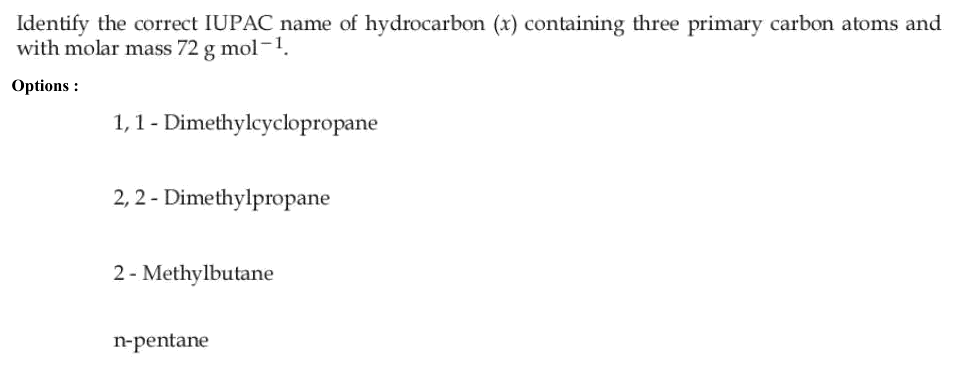 Identify the correct IUPAC name of hydrocarbon (x) containing three primary carbon atoms and
with molar mass 72 g mol⁻¹.
Options :
1, 1 - Dimethylcyclopropane
2, 2 - Dimethylpropane
2 - Methylbutane
n-pentane